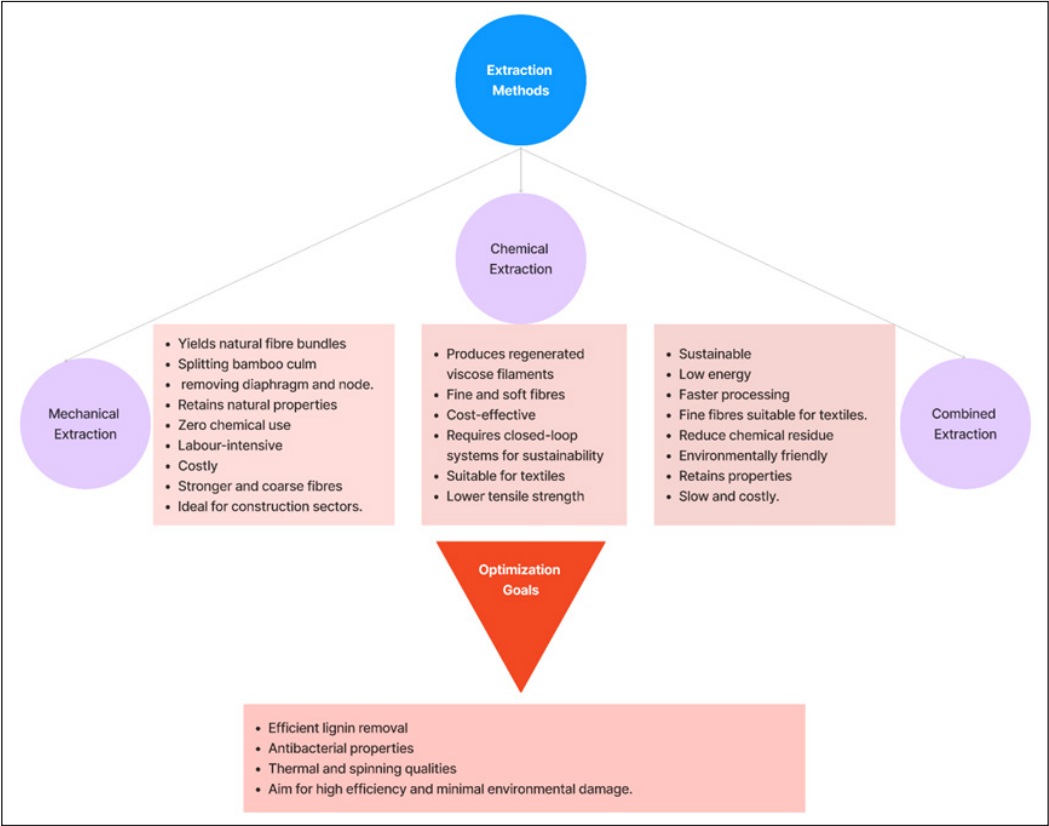 Extraction
Methods
Chemical
Extraction
Mechanical
Extraction
• Yields natural fibre bundles
• Splitting bamboo culm
• removing diaphragm and node.
• Retains natural properties
• Zero chemical use
• Labour-intensive
• Costly
• Stronger and coarse fibres
• Ideal for construction sectors.
• Produces regenerated
viscose filaments
• Fine and soft fibres
• Cost-effective
• Requires closed-loop
systems for sustainability
• Suitable for textiles
• Lower tensile strength
• Sustainable
• Low energy
• Faster processing
• Fine fibres suitable for textiles.
• Reduce chemical residue
• Environmentally friendly
• Retains properties
• Slow and costly.
Combined
Extraction
Optimization
Goals
• Efficient lignin removal
• Antibacterial properties
• Thermal and spinning qualities
• Aim for high efficiency and minimal environmental damage.